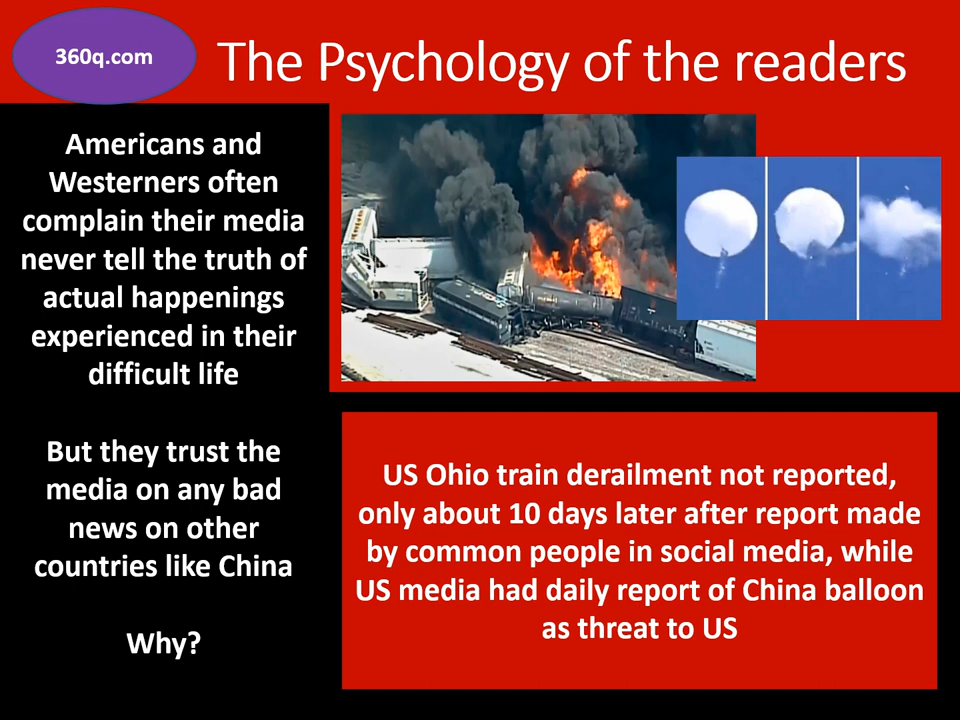 360q.com
The Psychology of the readers
Americans and
Westerners often
complain their media
never tell the truth of
actual happenings
experienced in their
difficult life
But they trust the
media on any bad
news on other
countries like China
Why?
US Ohio train derailment not reported,
only about 10 days later after report made
by common people in social media, while
US media had daily report of China balloon
as threat to US